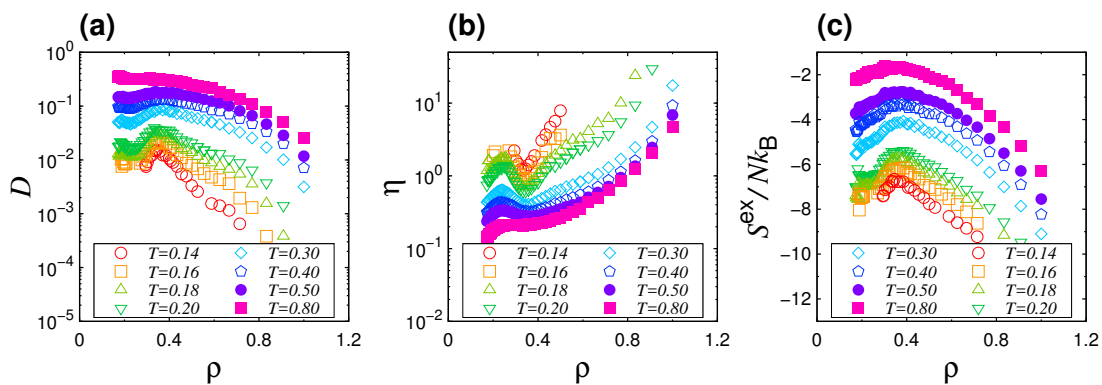 (a)
D
10^0
10^-1
10^-2
10^-3
10^-4
10^-5
0 0.4 0.8 1.2
ρ
T=0.14 T=0.30
T=0.16 T=0.40
T=0.18 T=0.50
T=0.20 T=0.80
(b)
η
10^1
10^0
10^-1
10^-2
0 0.4 0.8 1.2
ρ
T=0.14 T=0.30
T=0.16 T=0.40
T=0.18 T=0.50
T=0.20 T=0.80
(c)
S^ex / Nk_B
−2
−4
−6
−8
−10
−12
0 0.4 0.8 1.2
ρ
T=0.30 T=0.14
T=0.40 T=0.16
T=0.50 T=0.18
T=0.80 T=0.20